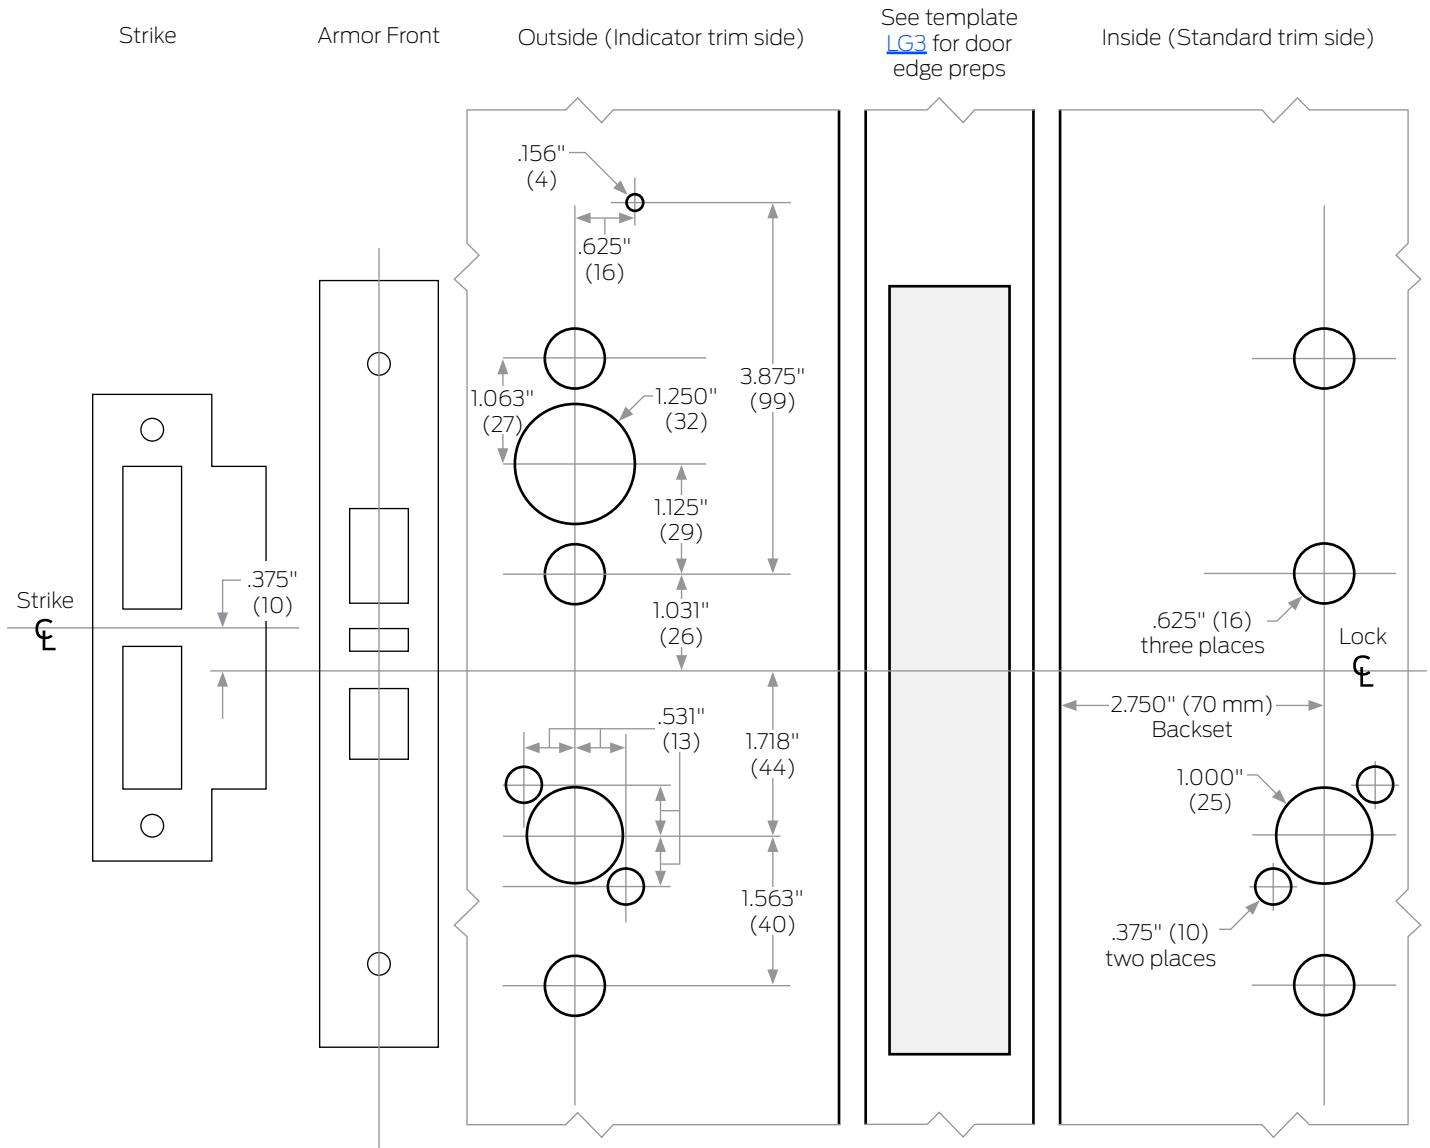 Strike
Armor Front
Outside (Indicator trim side)
See template
LG3 for door
edge preps
Inside (Standard trim side)
.156"
(4)
.625"
(16)
1.063"
(27)
1.250"
(32)
3.875"
(99)
1.125"
(29)
.375"
(10)
Strike
℄
1.031"
(26)
.625" (16)
three places
Lock
℄
2.750" (70 mm)
Backset
.531"
(13)
1.718"
(44)
1.000"
(25)
1.563"
(40)
.375" (10)
two places